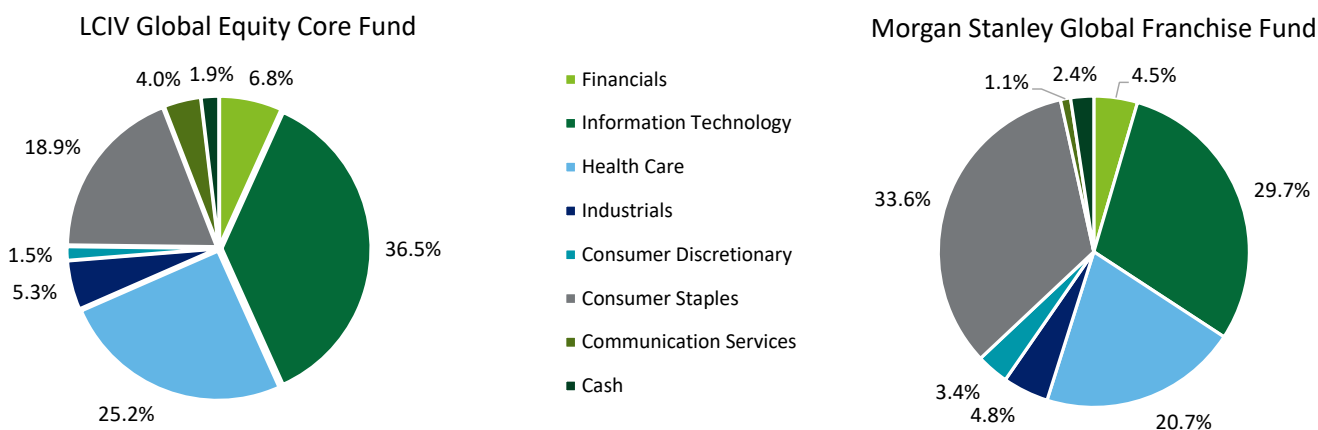 LCIV Global Equity Core Fund
4.0%
1.9%
6.8%
18.9%
36.5%
1.5%
5.3%
25.2%
Financials
Information Technology
Health Care
Industrials
Consumer Discretionary
Consumer Staples
Communication Services
Cash
Morgan Stanley Global Franchise Fund
1.1%
2.4%
4.5%
33.6%
29.7%
3.4%
4.8%
20.7%